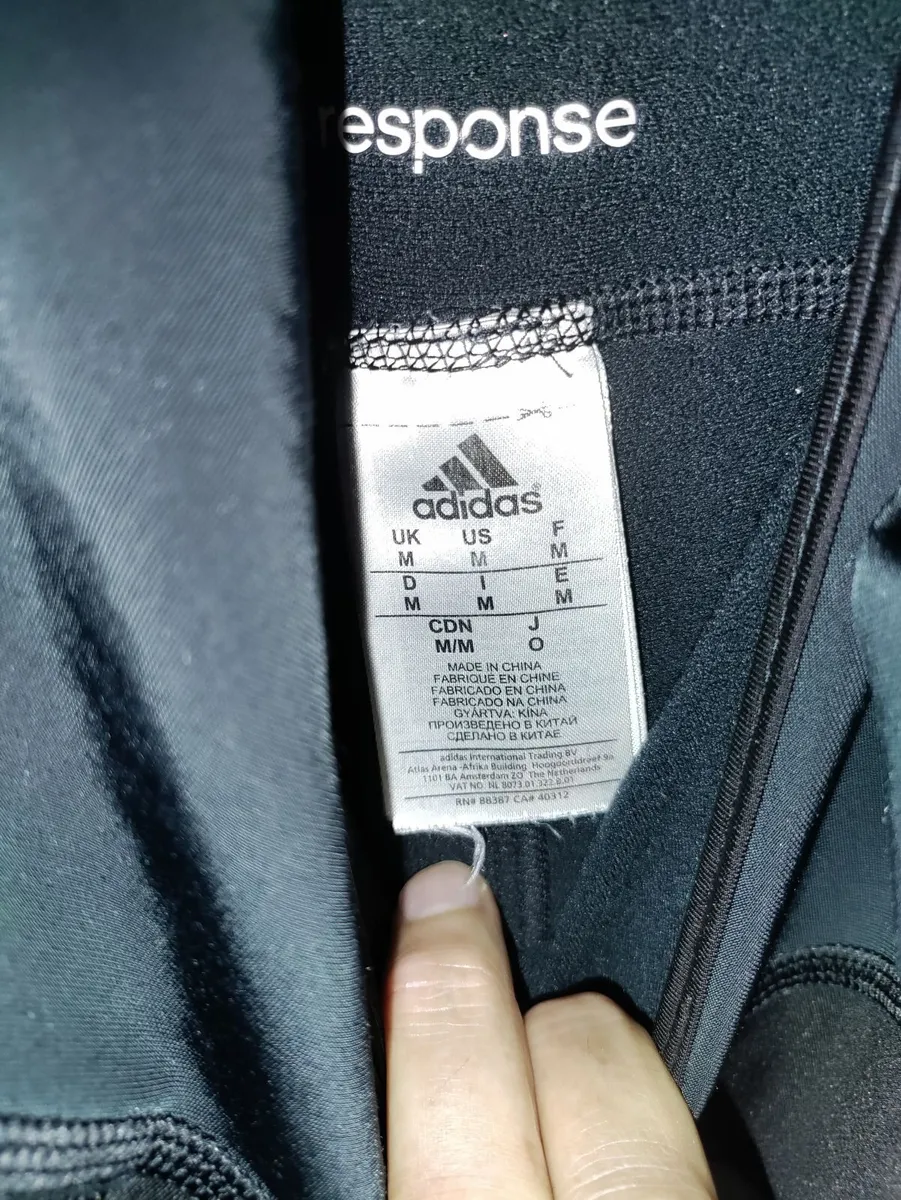 response
adidas®
UK US F
M M M
D I E
M M M
CDN J
M/M O
MADE IN CHINA
FABRIQUÉ EN CHINE
FABRICADO EN CHINA
FABRICADO NA CHINA
GYÁRTVA: KÍNA
ПРОИЗВЕДЕНО В КИТАЙ
СДЕЛАНО В КИТАЕ
adidas International Trading BV
Atlas Arena -Afrika Building Hoogoorddreef 9a
1101 BA Amsterdam ZO The Netherlands
VAT NO NL 8073.01.322.B.01
RN# 88387 CA# 40312